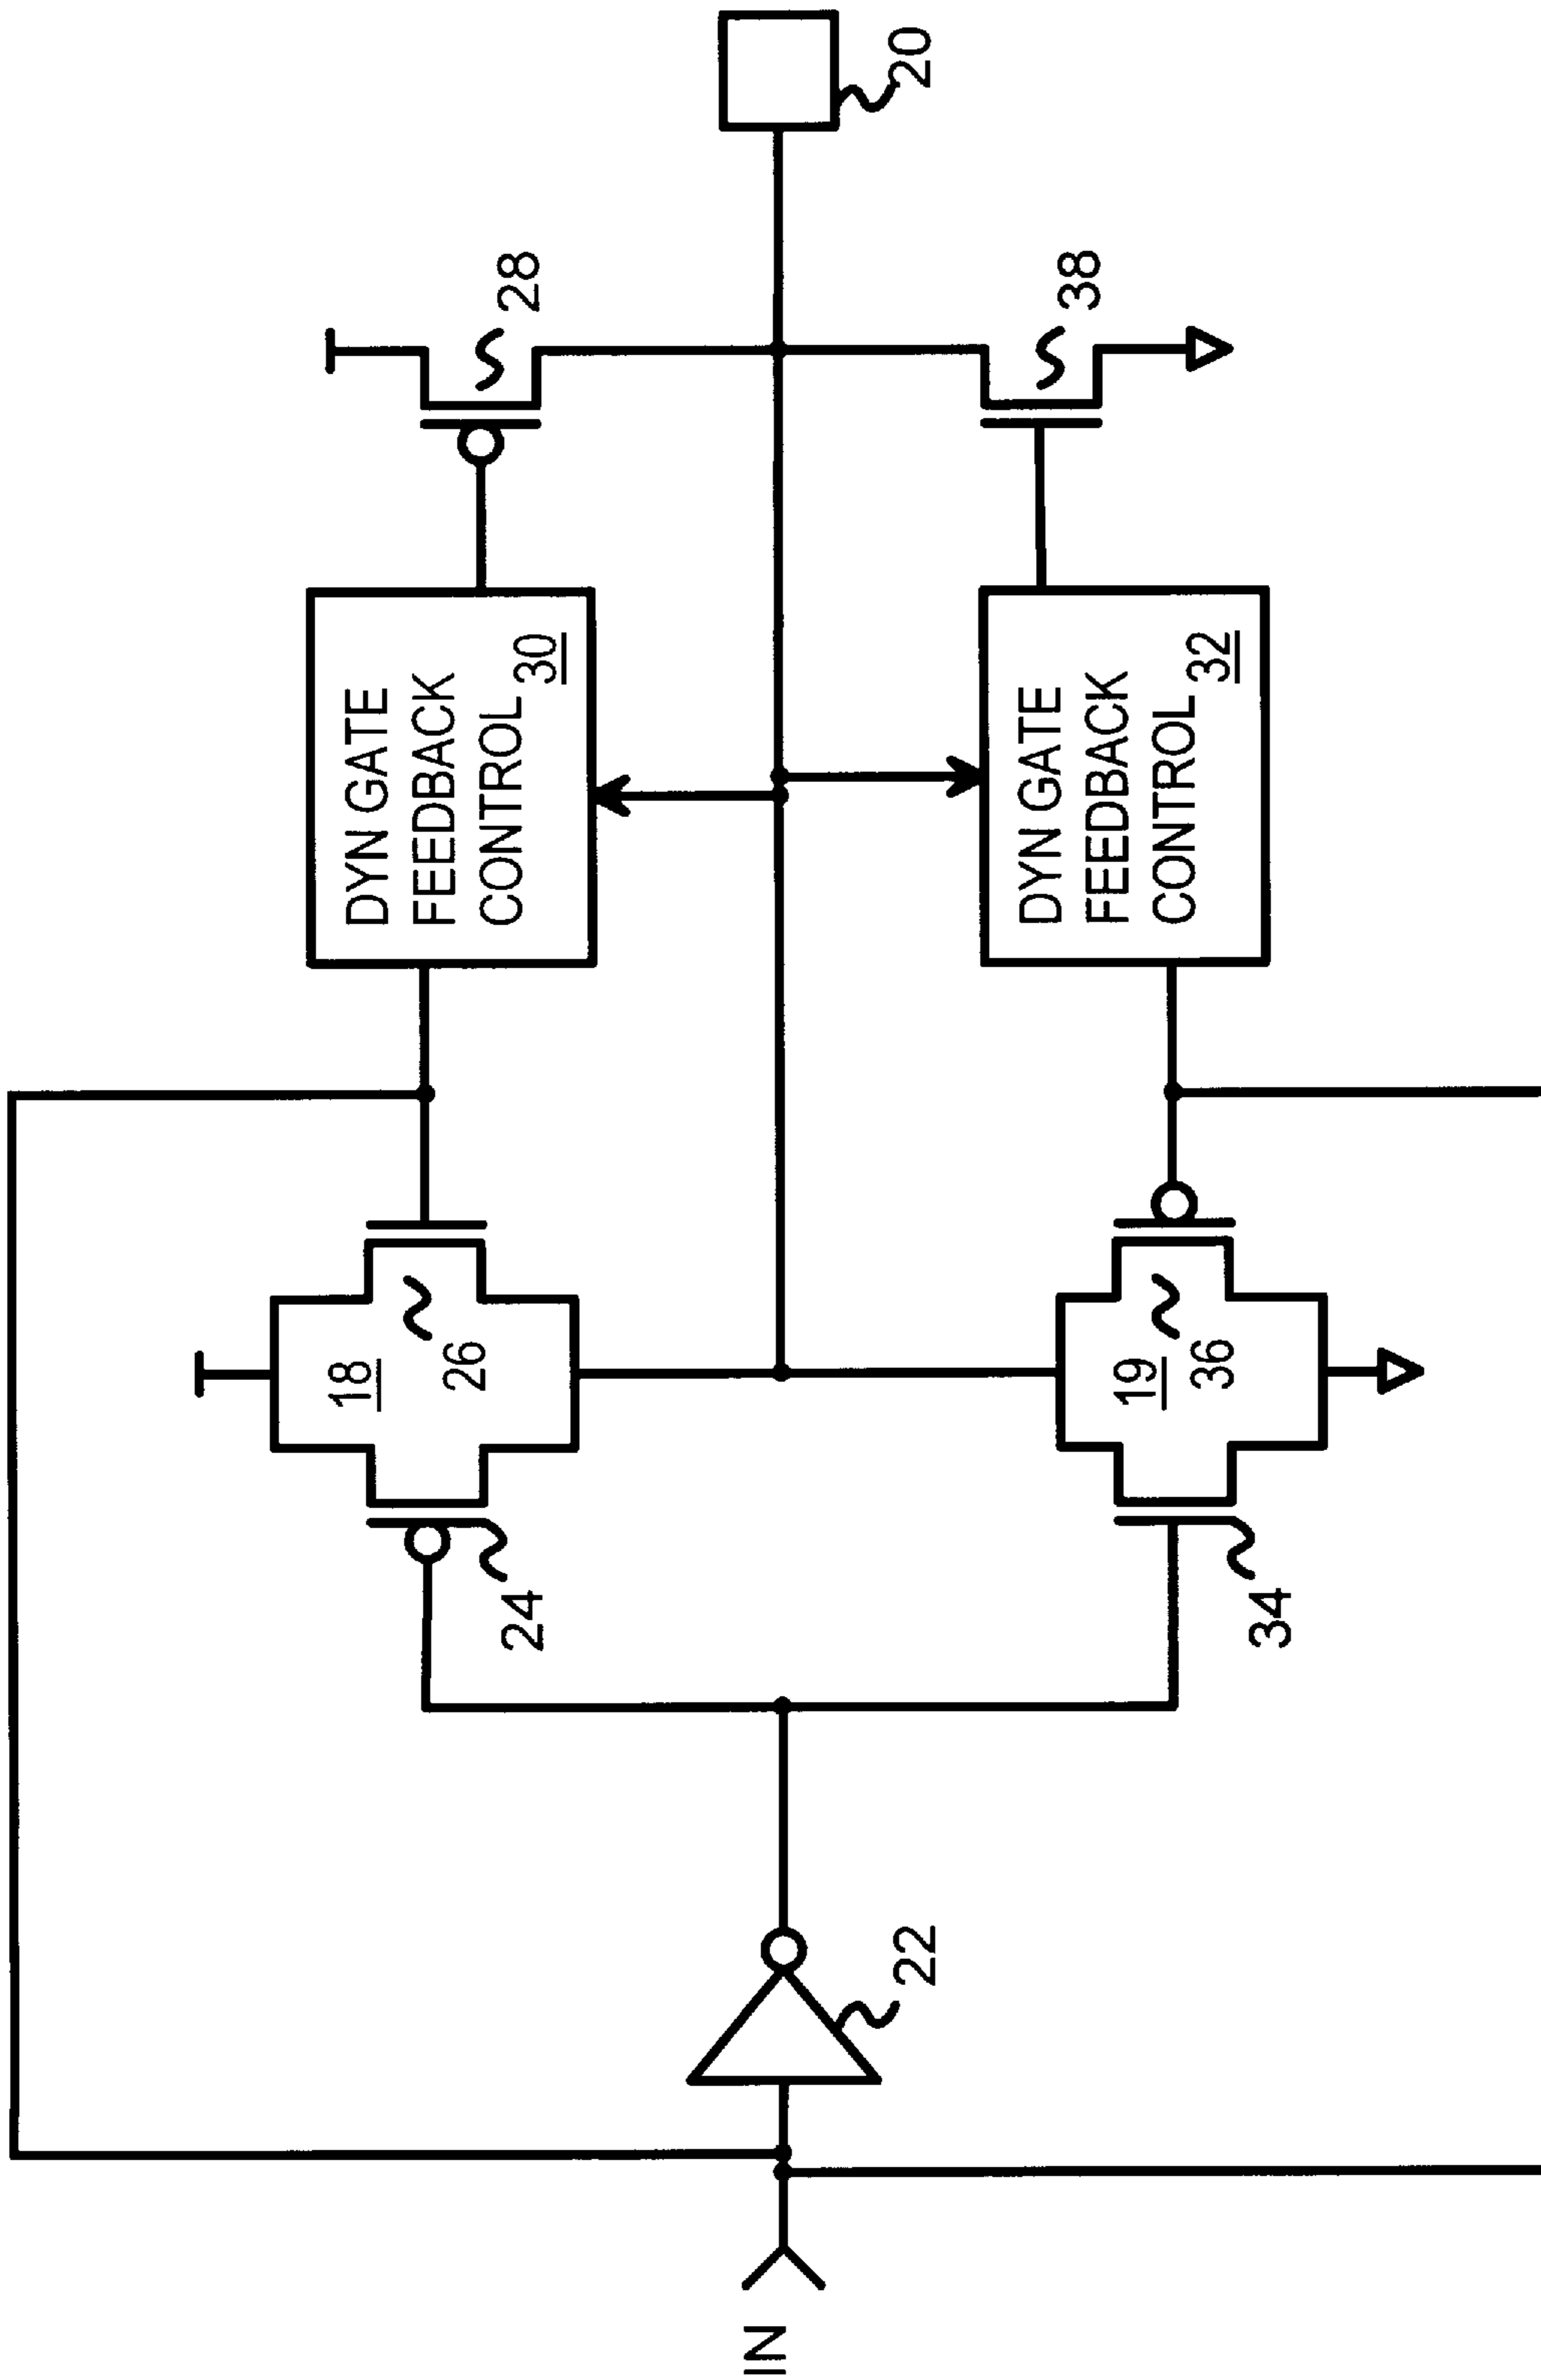 IN
22
24
18
26
34
19
36
DYN GATE
FEEDBACK
CONTROL 30
DYN GATE
FEEDBACK
CONTROL 32
28
38
20